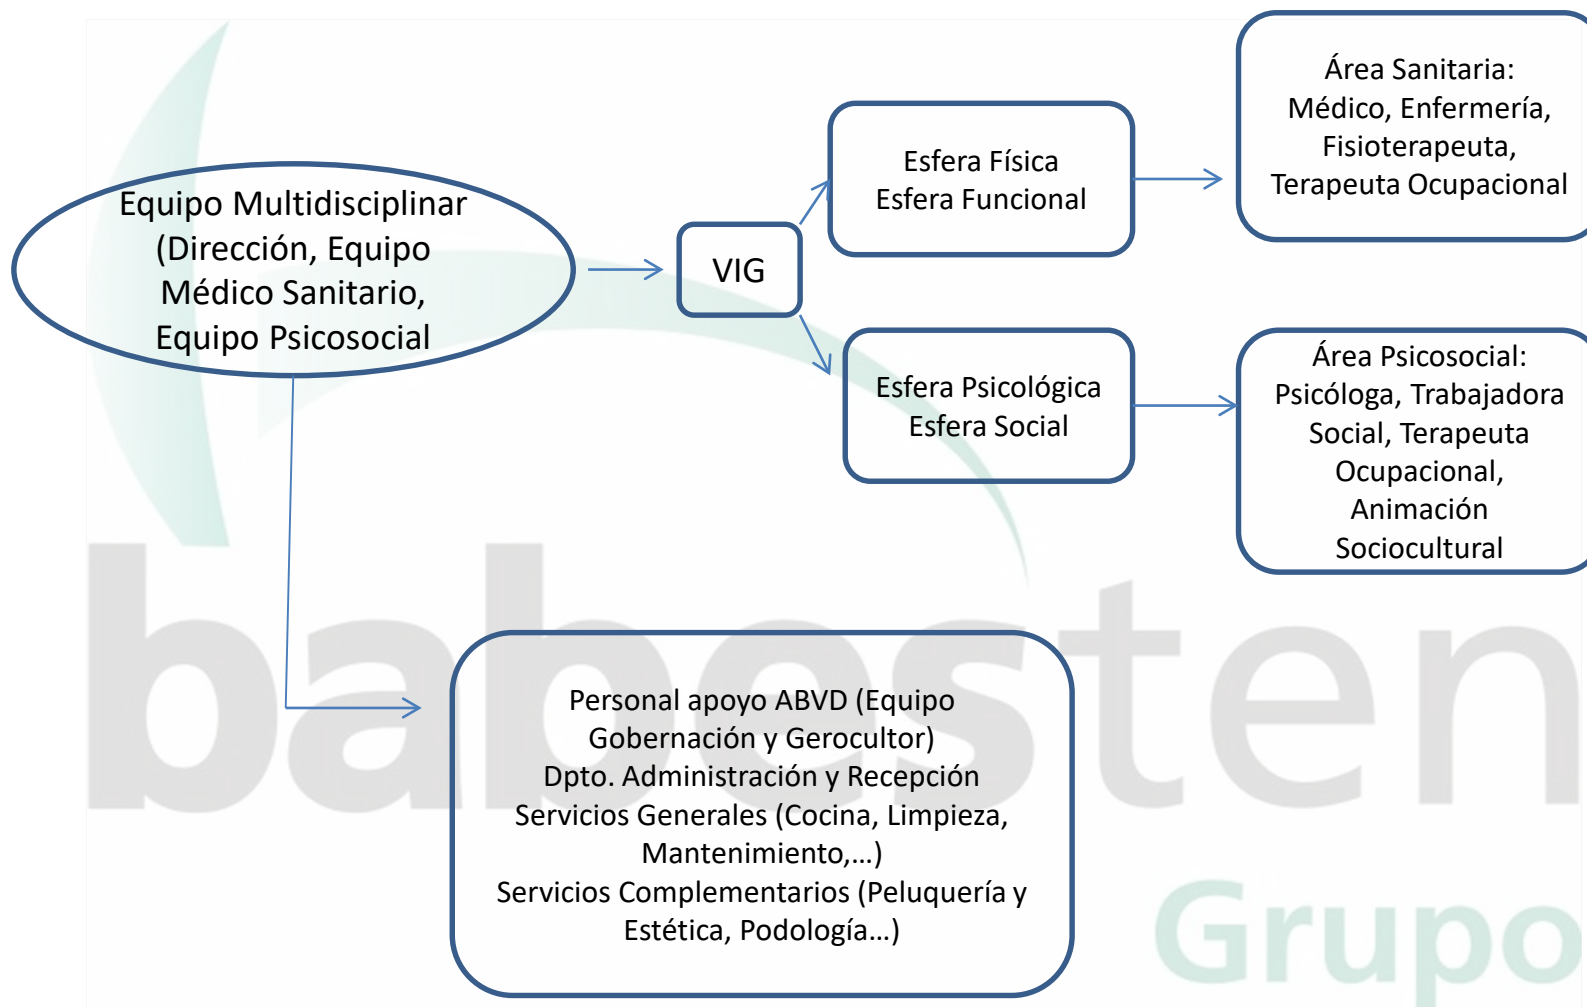 Equipo Multidisciplinar
(Dirección, Equipo
Médico Sanitario,
Equipo Psicosocial
VIG
Esfera Física
Esfera Funcional
Área Sanitaria:
Médico, Enfermería,
Fisioterapeuta,
Terapeuta Ocupacional
Esfera Psicológica
Esfera Social
Área Psicosocial:
Psicóloga, Trabajadora
Social, Terapeuta
Ocupacional,
Animación
Sociocultural
Personal apoyo ABVD (Equipo
Gobernación y Gerocultor)
Dpto. Administración y Recepción
Servicios Generales (Cocina, Limpieza,
Mantenimiento,...)
Servicios Complementarios (Peluquería y
Estética, Podología...)
babesten
Grupo